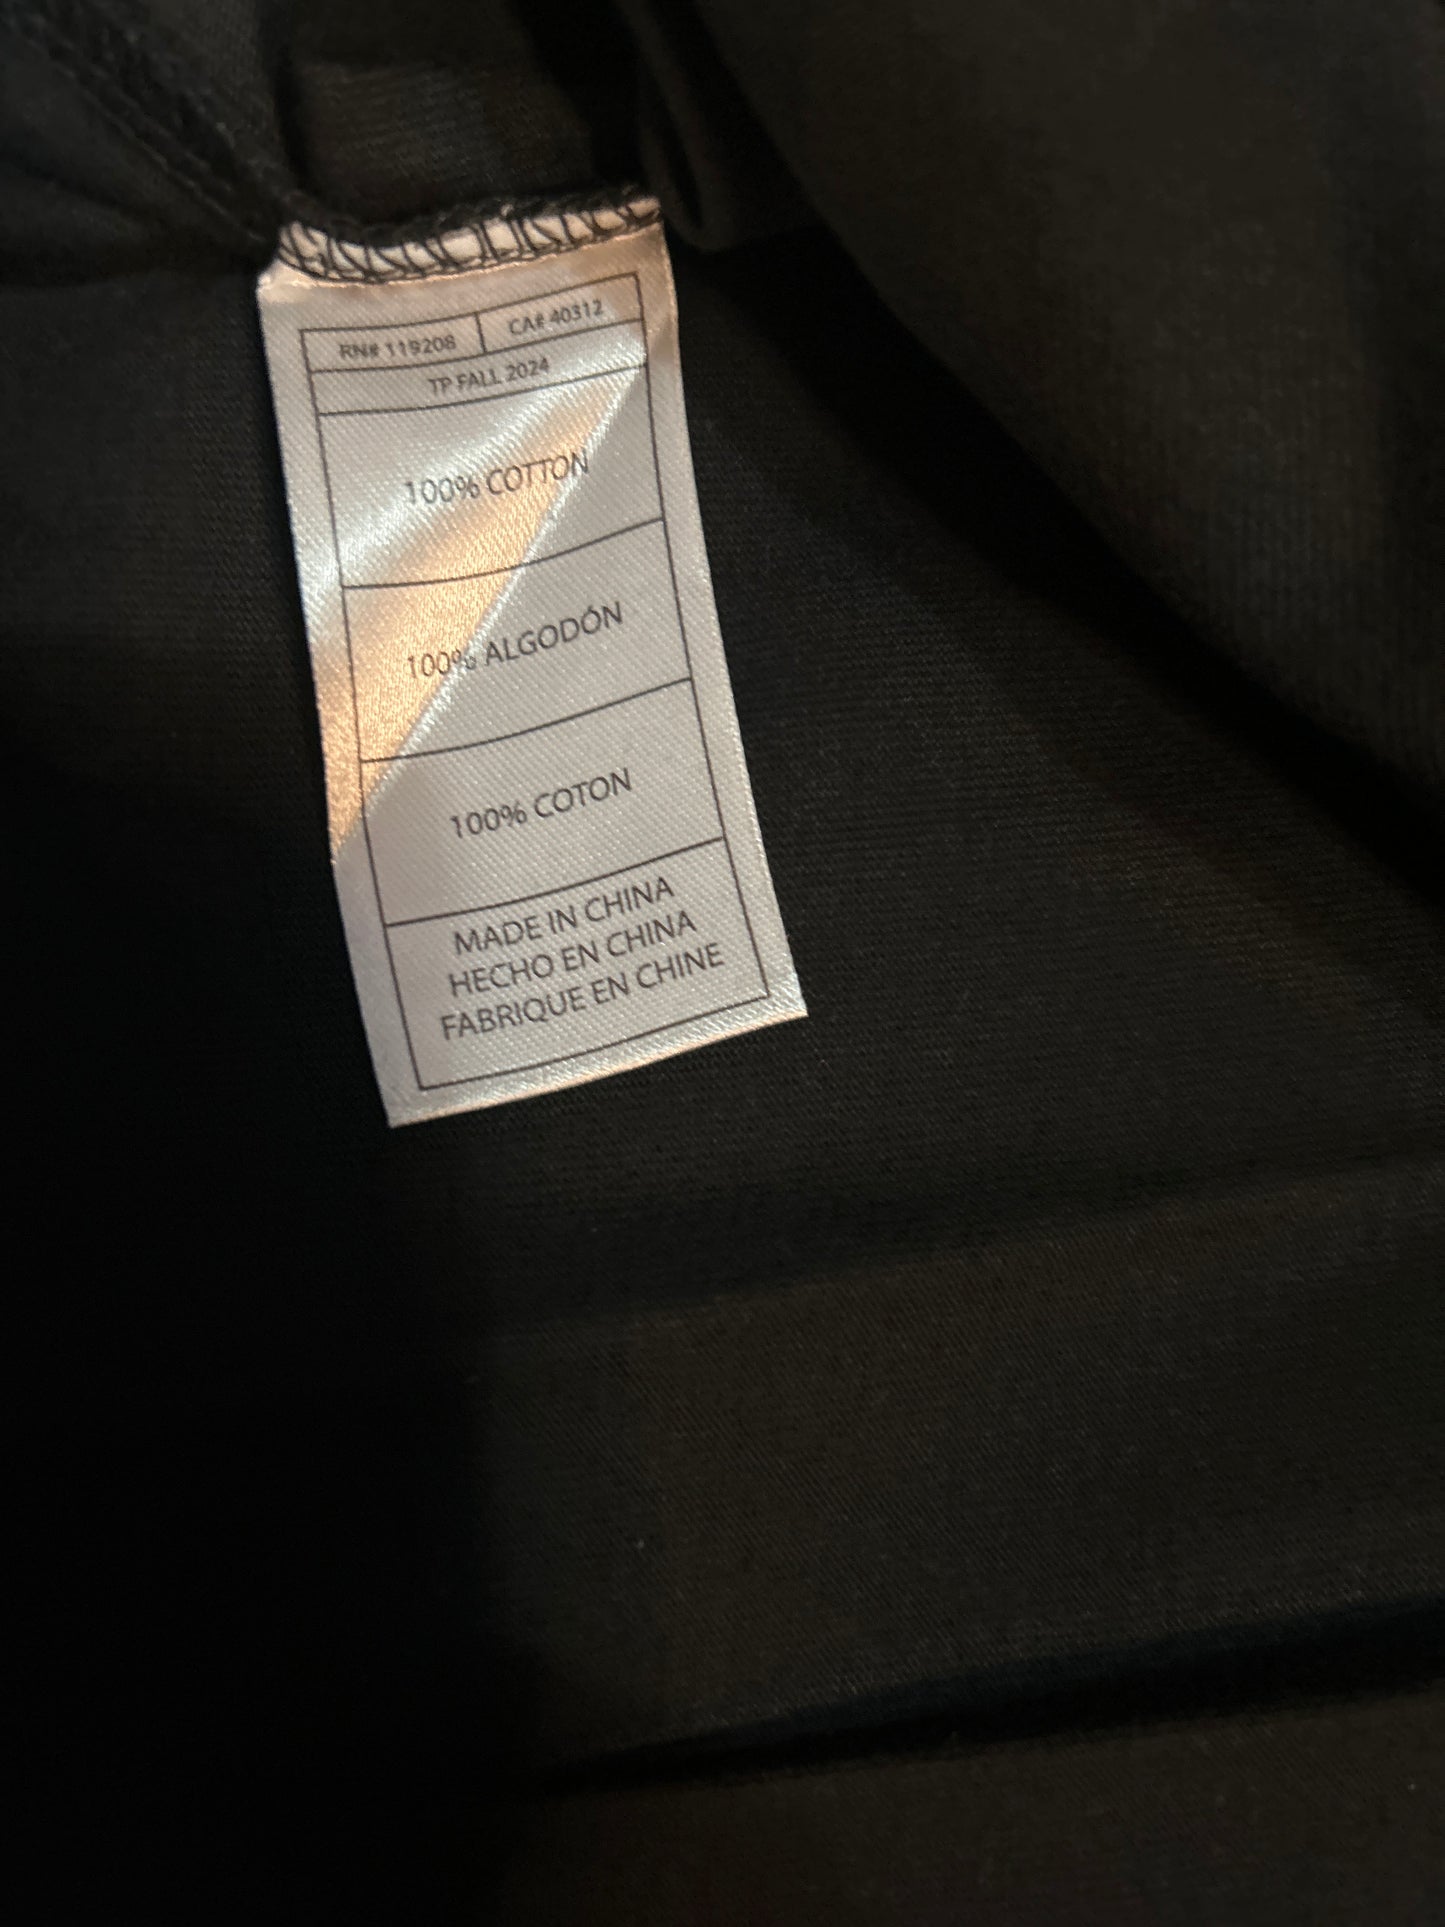 RN# 119208 CA# 40312
TP FALL 2024
100% COTTON
100% ALGODÓN
100% COTON
MADE IN CHINA
HECHO EN CHINA
FABRIQUE EN CHINE